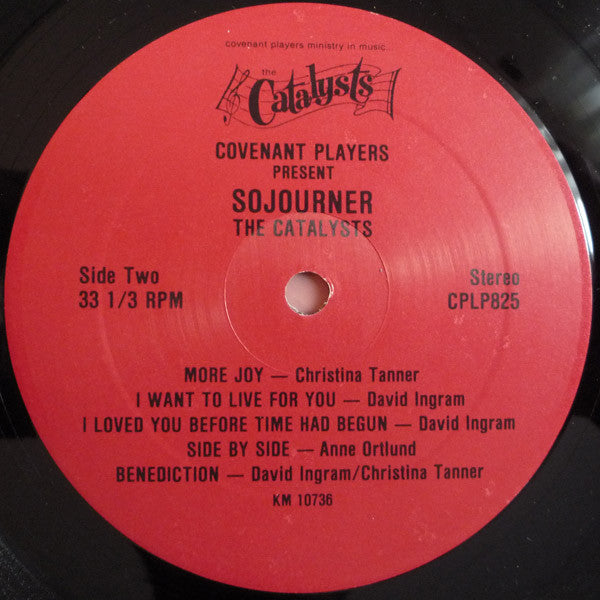 covenant players ministry in music.
the
Catalysts
COVENANT PLAYERS
PRESENT
SOJOURNER
THE CATALYSTS
Side Two
33 1/3 RPM
Stereo
CPLP825
MORE JOY — Christina Tanner
I WANT TO LIVE FOR YOU — David Ingram
I LOVED YOU BEFORE TIME HAD BEGUN — David Ingram
SIDE BY SIDE — Anne Ortlund
BENEDICTION — David Ingram/Christina Tanner
KM 10736